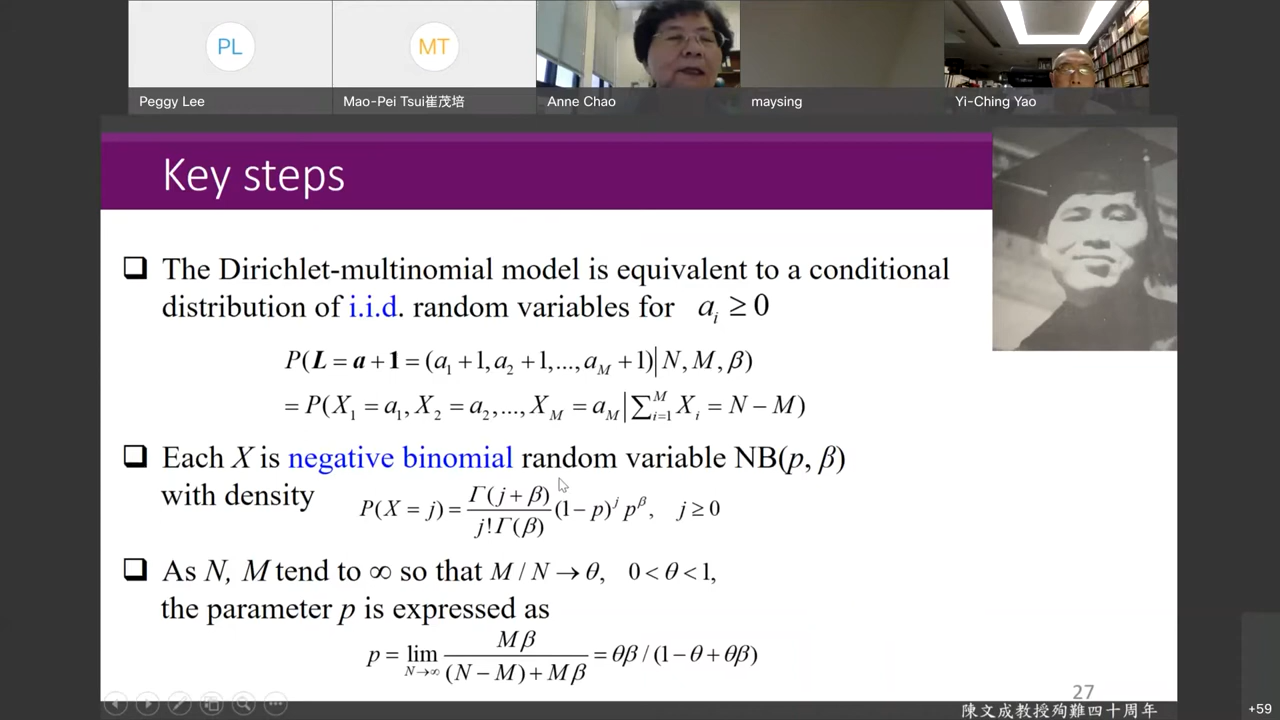 PL
MT
Peggy Lee
Mao-Pei Tsui崔茂培
Anne Chao
maysing
Yi-Ching Yao
Key steps
The Dirichlet-multinomial model is equivalent to a conditional
distribution of i.i.d. random variables for a_i ≥ 0
P(L = a + 1 = (a_1 + 1, a_2 + 1,..., a_M + 1)| N, M, β)
= P(X_1 = a_1, X_2 = a_2,..., X_M = a_M | ∑_{i=1}^{M} X_i = N − M)
Each X is negative binomial random variable NB(p, β)
with density P(X = j) = Γ(j + β) / j!Γ(β) (1 − p)^j p^β, j ≥ 0
As N, M tend to ∞ so that M / N → θ, 0 < θ < 1,
the parameter p is expressed as
p = lim_{N→∞} Mβ / (N − M) + Mβ = θβ / (1 − θ + θβ)
27
陳文成教授殉難四十周年
+59